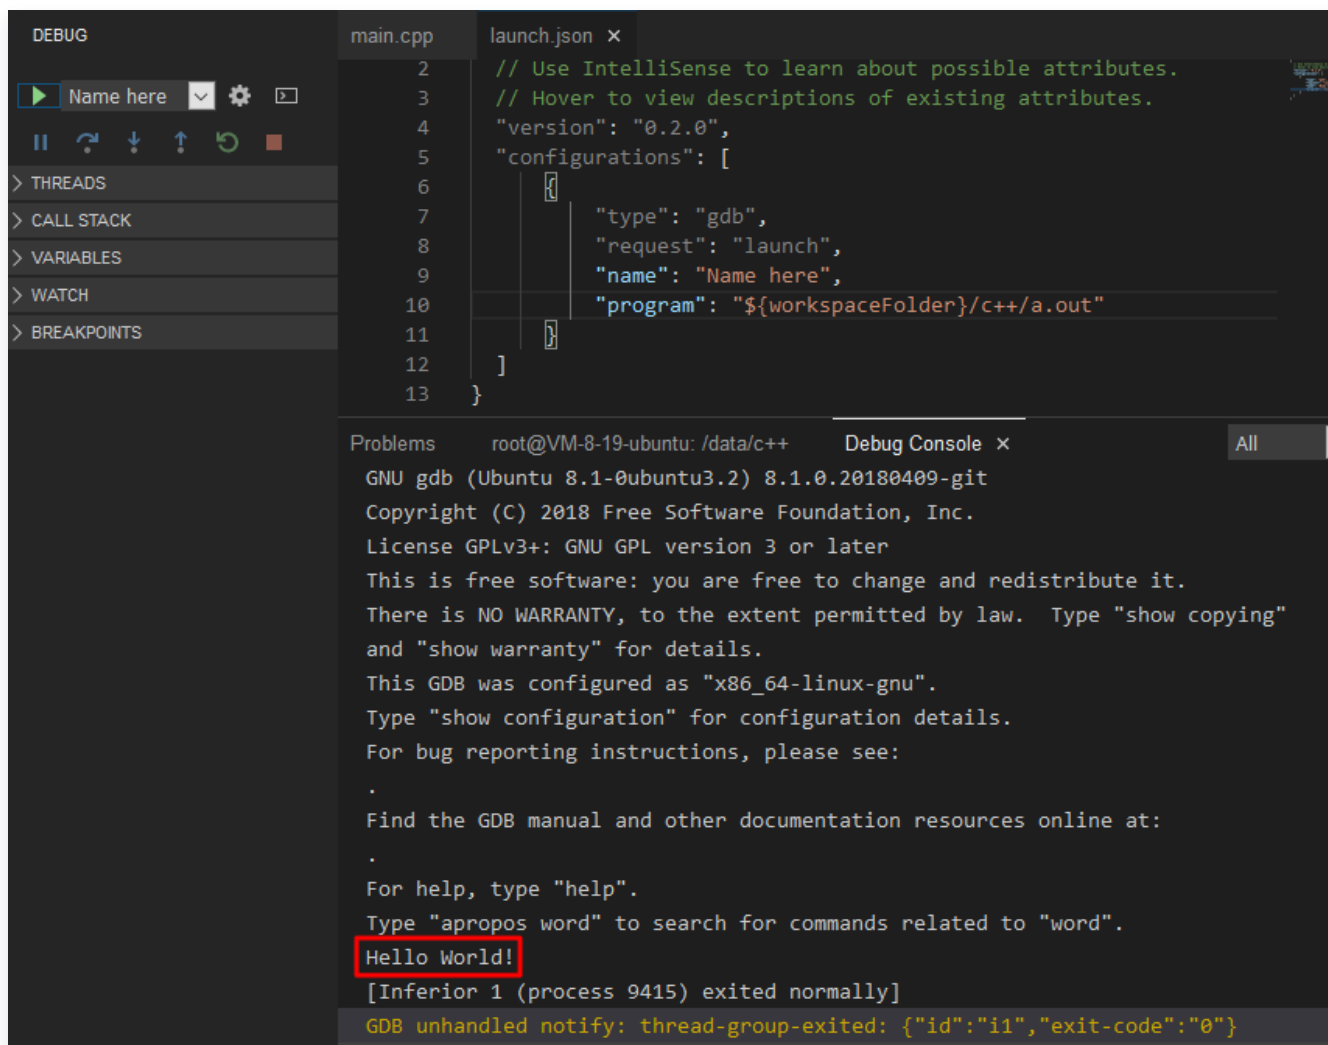 DEBUG
Name here
THREADS
CALL STACK
VARIABLES
WATCH
BREAKPOINTS
main.cpp launch.json ×
2 // Use IntelliSense to learn about possible attributes.
3 // Hover to view descriptions of existing attributes.
4 "version": "0.2.0",
5 "configurations": [
6 {
7 "type": "gdb",
8 "request": "launch",
9 "name": "Name here",
10 "program": "${workspaceFolder}/c++/a.out"
11 }
12 ]
13 }
Problems root@VM-8-19-ubuntu: /data/c++ Debug Console × All
GNU gdb (Ubuntu 8.1-0ubuntu3.2) 8.1.0.20180409-git
Copyright (C) 2018 Free Software Foundation, Inc.
License GPLv3+: GNU GPL version 3 or later
This is free software: you are free to change and redistribute it.
There is NO WARRANTY, to the extent permitted by law.  Type "show copying"
and "show warranty" for details.
This GDB was configured as "x86_64-linux-gnu".
Type "show configuration" for configuration details.
For bug reporting instructions, please see:
.
Find the GDB manual and other documentation resources online at:
.
For help, type "help".
Type "apropos word" to search for commands related to "word".
Hello World!
[Inferior 1 (process 9415) exited normally]
GDB unhandled notify: thread-group-exited: {"id":"i1","exit-code":"0"}